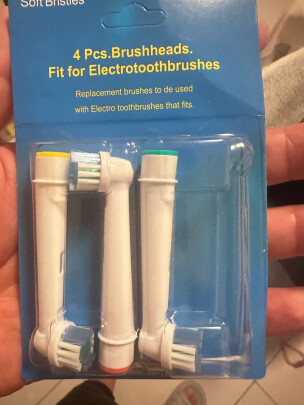 Soft Bristles
4 Pcs.Brushheads.
Fit for Electrotoothbrushes
Replacement brushes to de used
with Electro toothbrushes that fits.